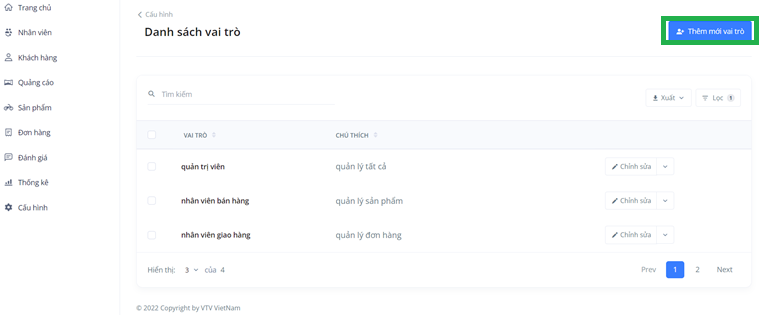 Trang chủ
Nhân viên
Khách hàng
Quảng cáo
Sản phẩm
Đơn hàng
Đánh giá
Thống kê
Cấu hình
Cấu hình
Danh sách vai trò
Thêm mới vai trò
Tìm kiếm
Xuất
Lọc 1
VAI TRÒ CHÚ THÍCH
quản trị viên quản lý tất cả Chỉnh sửa
nhân viên bán hàng quản lý sản phẩm Chỉnh sửa
nhân viên giao hàng quản lý đơn hàng Chỉnh sửa
Hiển thị: 3 của 4 Prev 1 2 Next
© 2022 Copyright by VTV VietNam